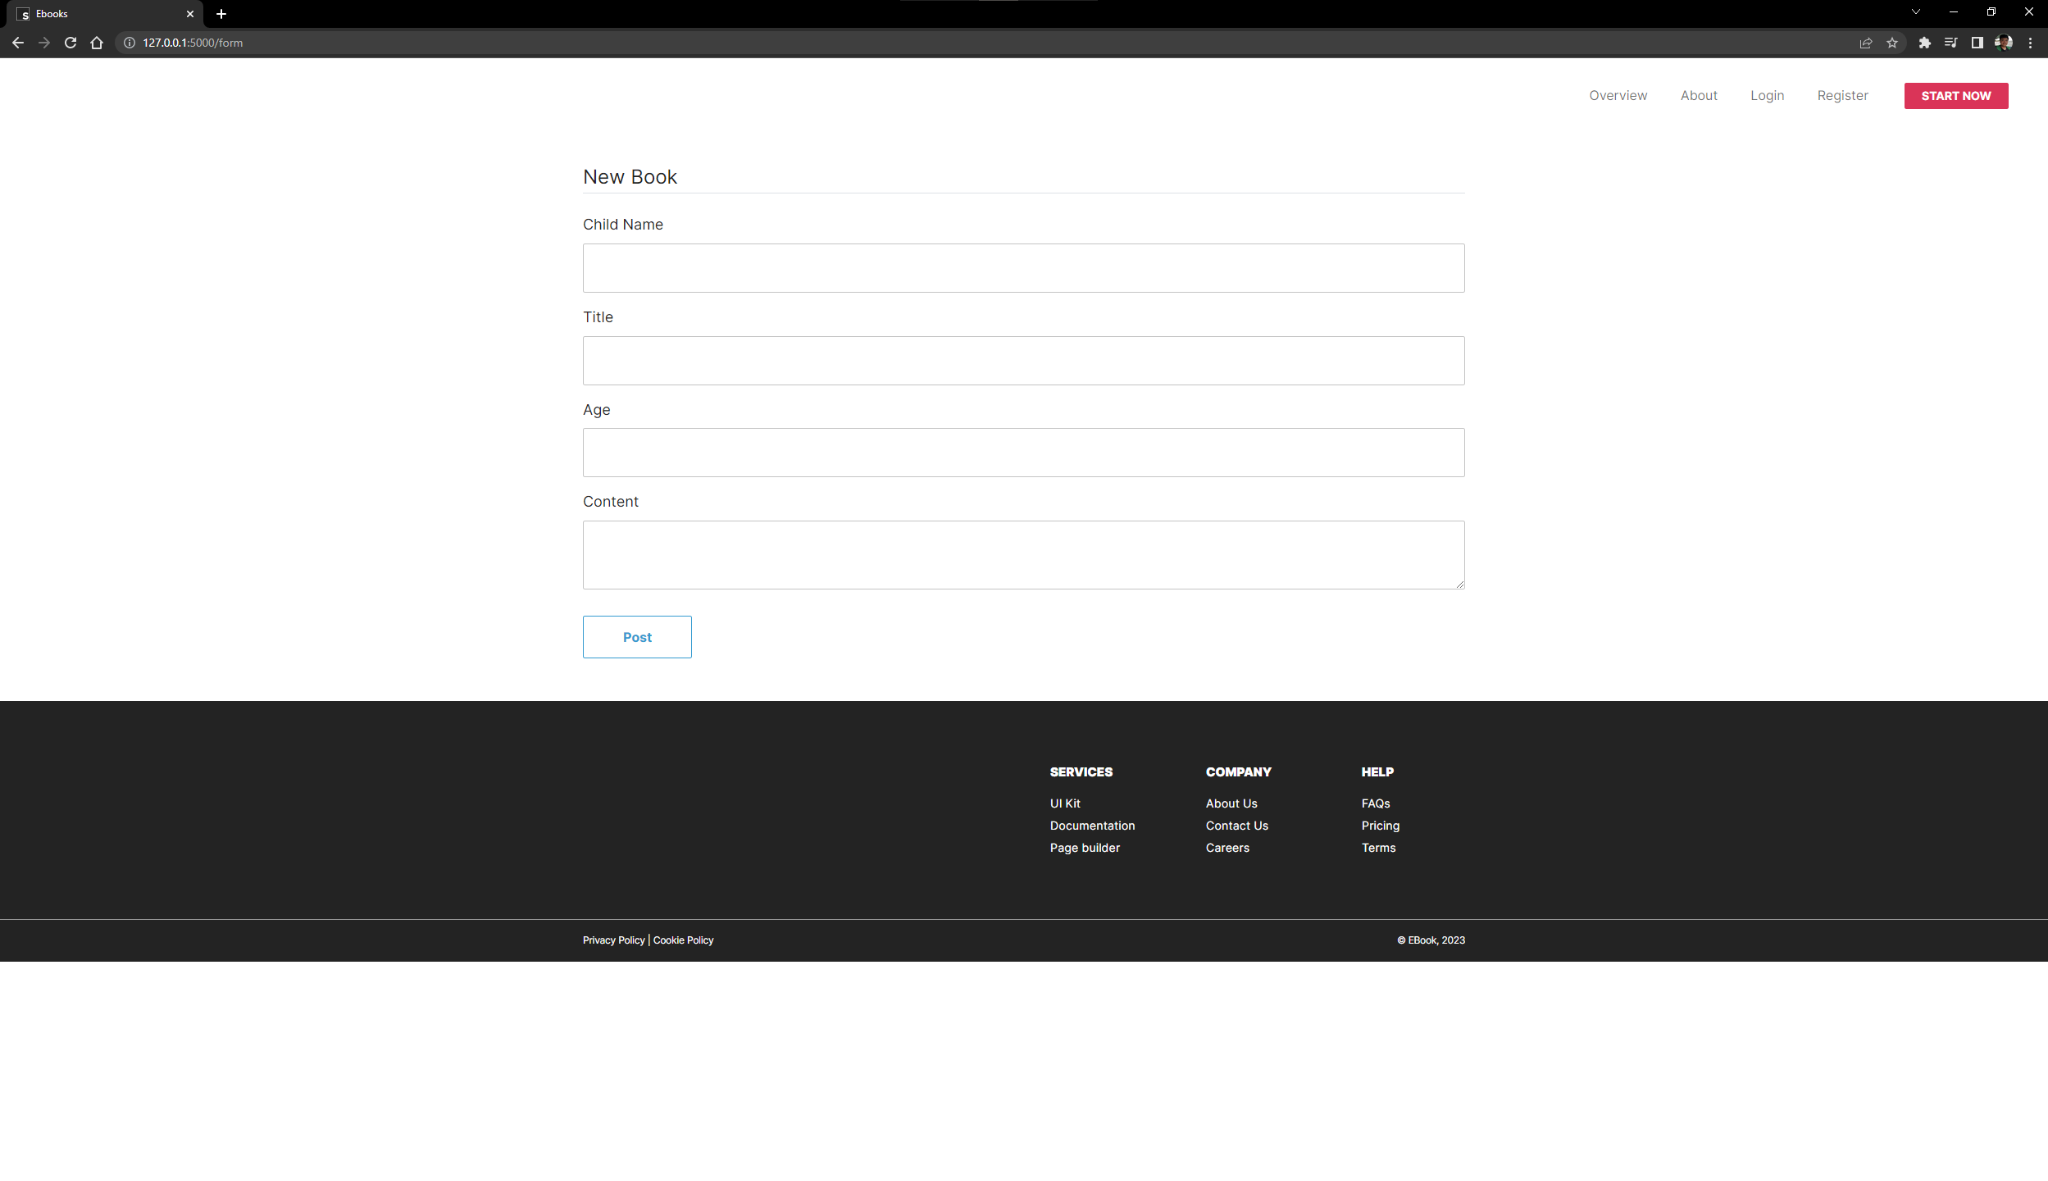 Ebooks
127.0.0.1:5000/form
Overview About Login Register START NOW
New Book
Child Name
Title
Age
Content
Post
SERVICES COMPANY HELP
UI Kit About Us FAQs
Documentation Contact Us Pricing
Page builder Careers Terms
Privacy Policy | Cookie Policy © EBook, 2023